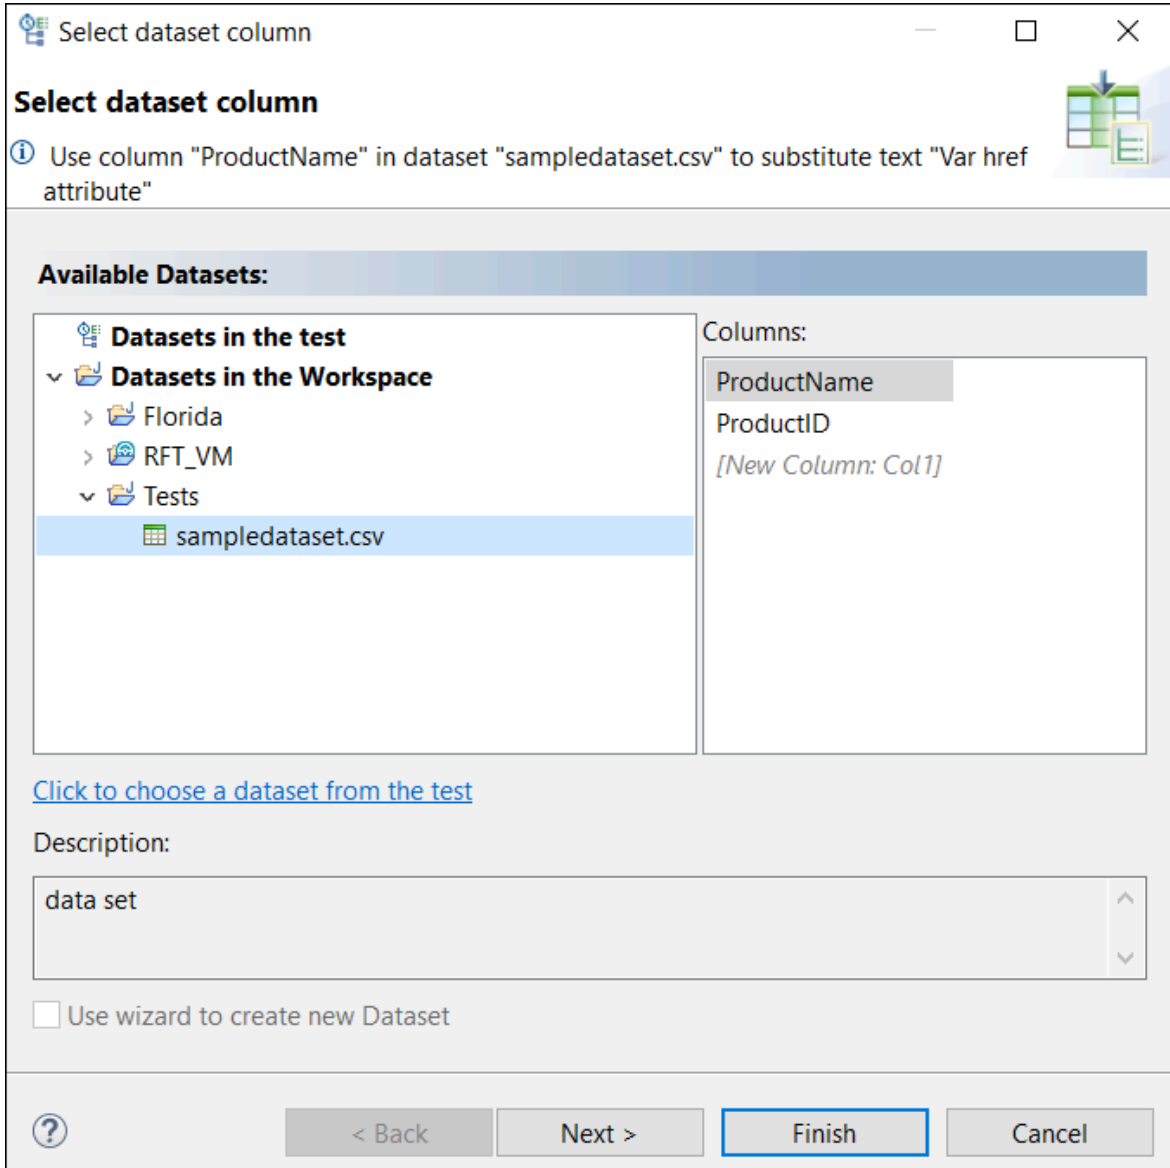 Select dataset column
Select dataset column
Use column "ProductName" in dataset "sampledataset.csv" to substitute text "Var href
attribute"
Available Datasets:
Datasets in the test
Datasets in the Workspace
Florida
RFT_VM
Tests
sampledataset.csv
Columns:
ProductName
ProductID
[New Column: Col1]
Click to choose a dataset from the test
Description:
data set
Use wizard to create new Dataset
< Back
Next >
Finish
Cancel